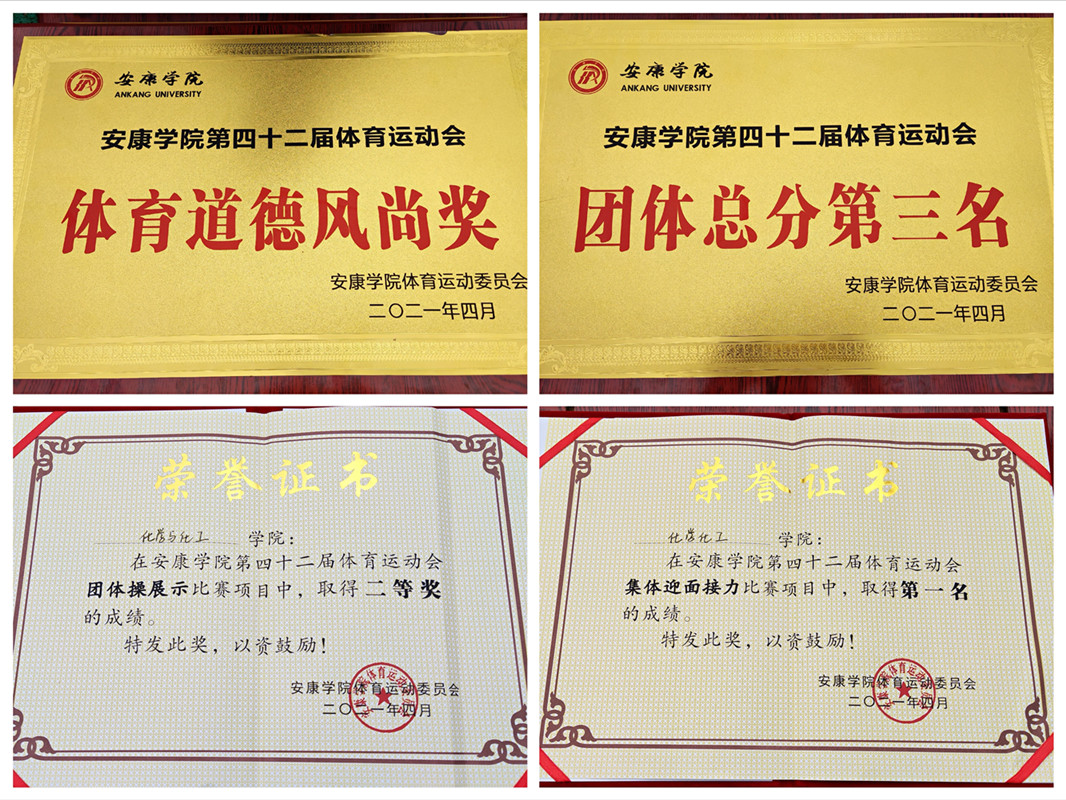 安康学院
ANKANG UNIVERSITY
安康学院第四十二届体育运动会
体育道德风尚奖
安康学院体育运动委员会
二〇二一年四月
安康学院
ANKANG UNIVERSITY
安康学院第四十二届体育运动会
团体总分第三名
安康学院体育运动委员会
二〇二一年四月
荣誉证书
化学与化工 学院：
在安康学院第四十二届体育运动会
团体操展示比赛项目中，取得二等奖
的成绩。
特发此奖，以资鼓励！
安康学院体育运动委员会
二〇二一年四月
荣誉证书
化学化工 学院：
在安康学院第四十二届体育运动会
集体迎面接力比赛项目中，取得第一名
的成绩。
特发此奖，以资鼓励！
安康学院体育运动委员会
二〇二一年四月